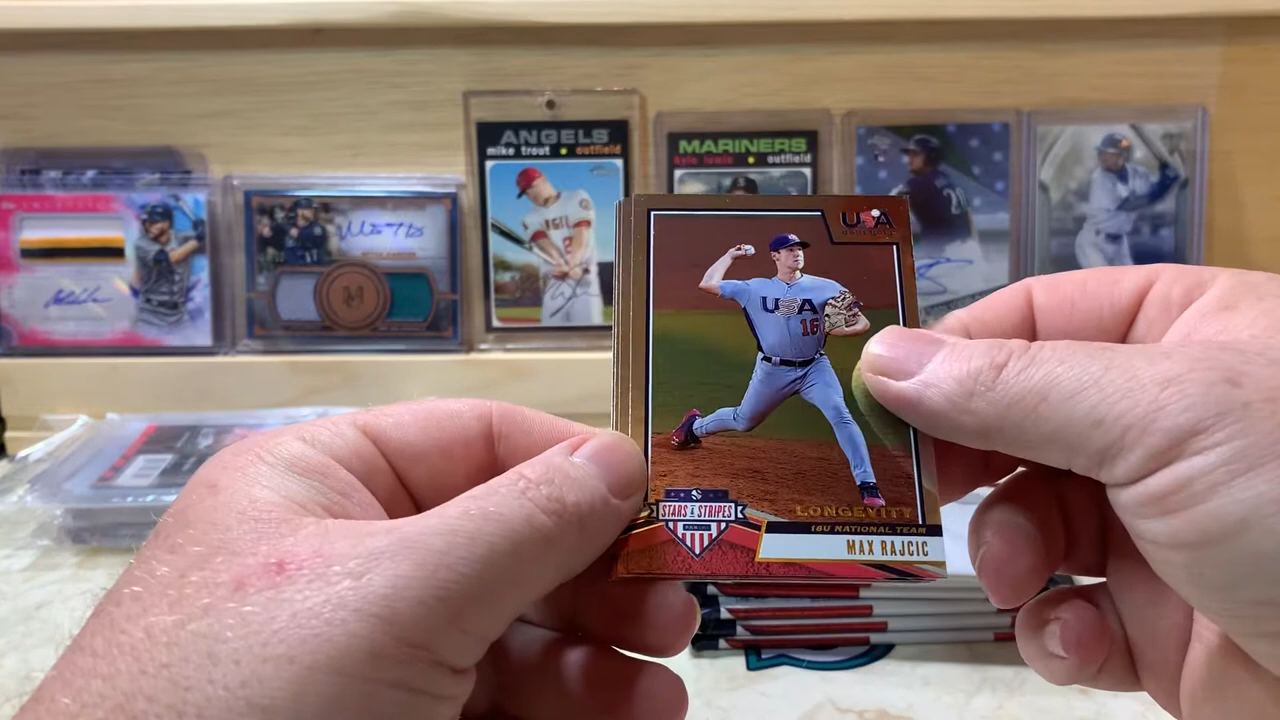 ANGELS
mike trout • outfield
MARINERS
kyle lewis • outfield
M
USA
BASEBALL
USA
16
LONGEVITY
STARS & STRIPES
PANINI
18U NATIONAL TEAM
MAX RAJCIC